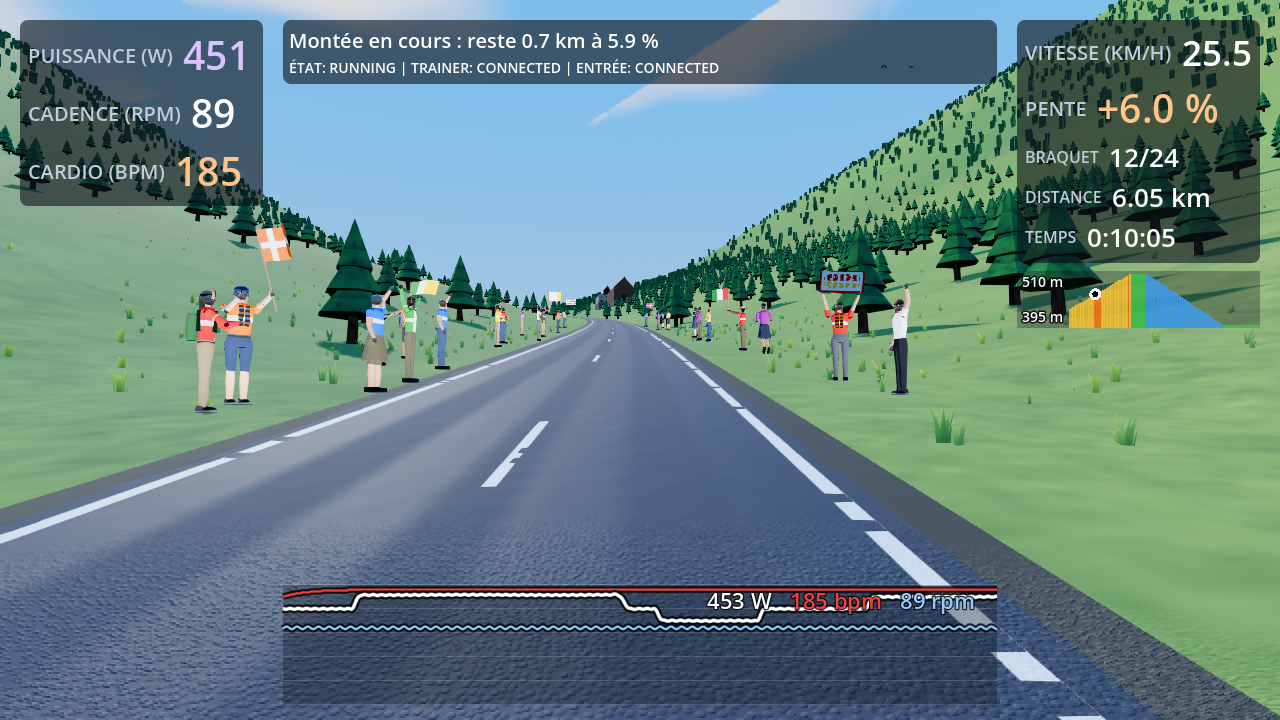 PUISSANCE (W) 451
CADENCE (RPM) 89
CARDIO (BPM) 185
Montée en cours : reste 0.7 km à 5.9 %
ÉTAT: RUNNING | TRAINER: CONNECTED | ENTRÉE: CONNECTED
VITESSE (KM/H) 25.5
PENTE +6.0 %
BRAQUET 12/24
DISTANCE 6.05 km
TEMPS 0:10:05
510 m
395 m
453 W 185 bpm 89 rpm